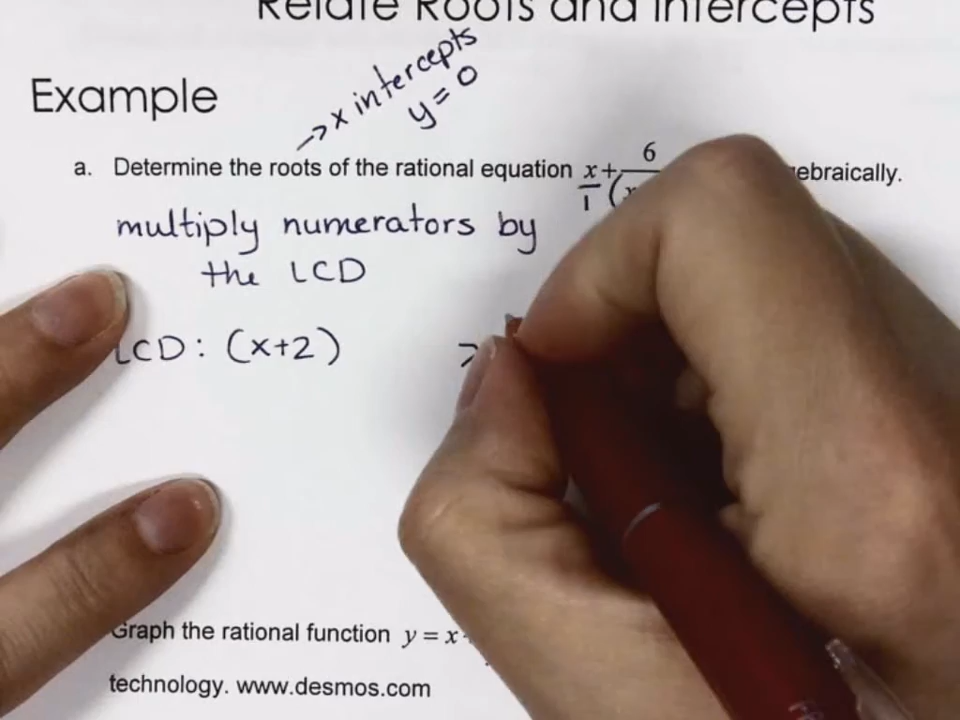 Relate Roots and Intercepts
Example
→ x intercepts
y = 0
a. Determine the roots of the rational equation x/1 + 6/(x ebraically.
multiply numerators by
the LCD
LCD : (x+2)
Graph the rational function y = x
technology. www.desmos.com